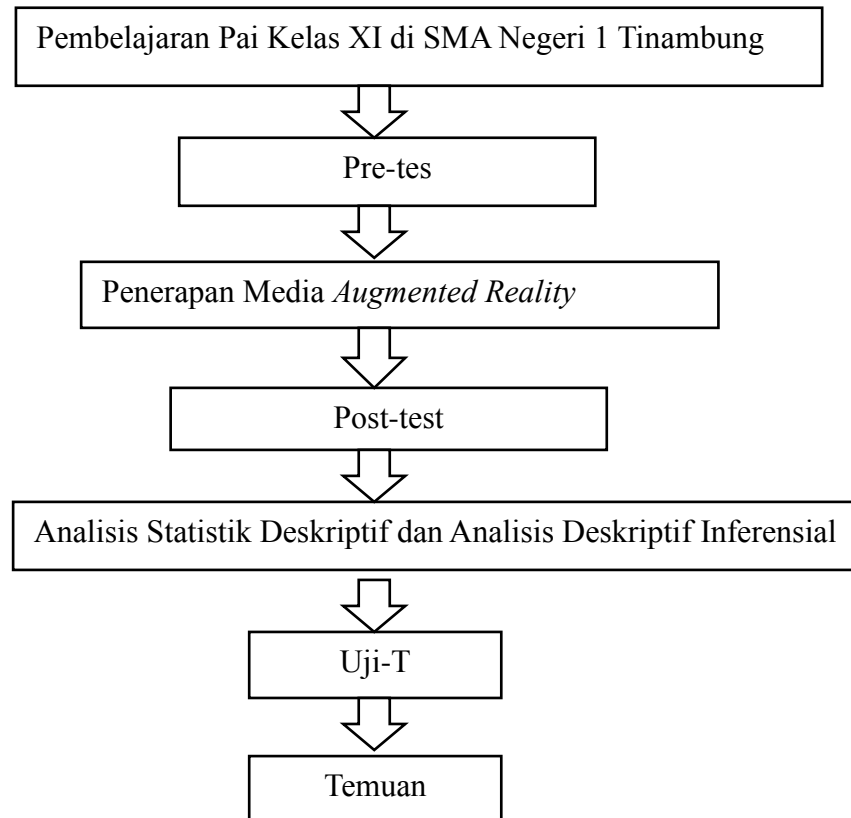 Pembelajaran Pai Kelas XI di SMA Negeri 1 Tinambung
Pre-tes
Penerapan Media Augmented Reality
Post-test
Analisis Statistik Deskriptif dan Analisis Deskriptif Inferensial
Uji-T
Temuan